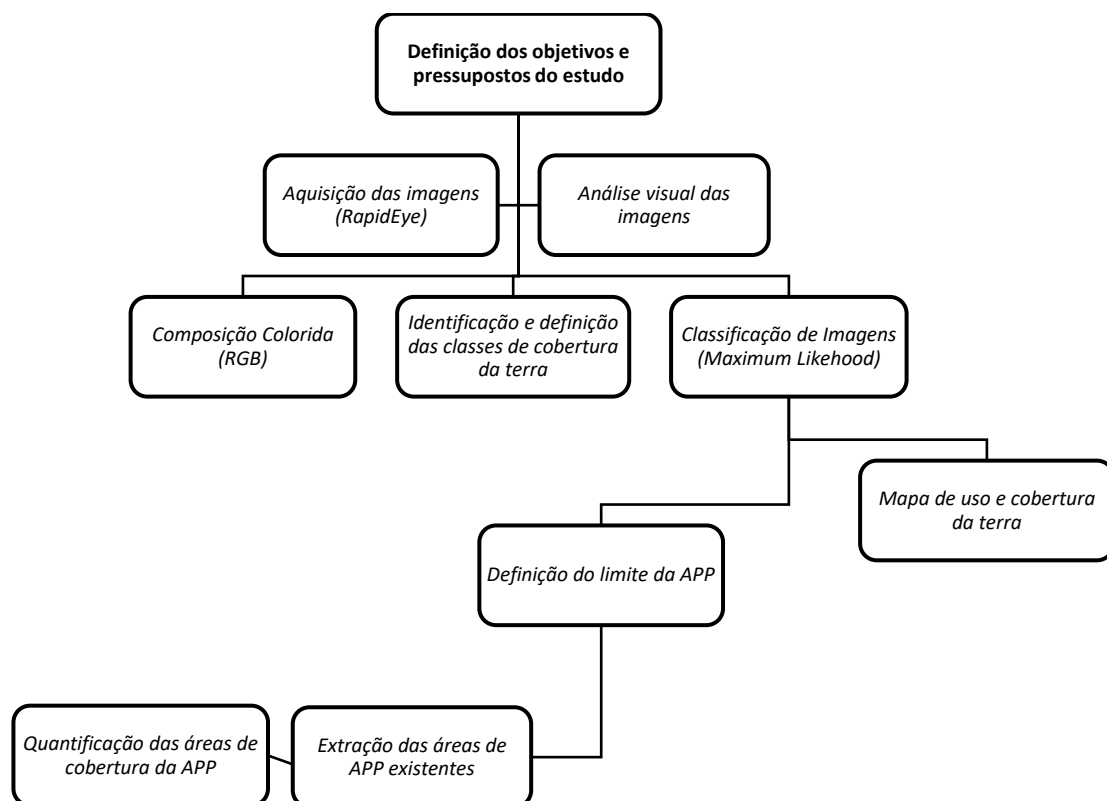 Definição dos objetivos e
pressupostos do estudo
Aquisição das imagens
(RapidEye)
Análise visual das
imagens
Composição Colorida
(RGB)
Identificação e definição
das classes de cobertura
da terra
Classificação de Imagens
(Maximum Likehood)
Mapa de uso e cobertura
da terra
Definição do limite da APP
Quantificação das áreas de
cobertura da APP
Extração das áreas de
APP existentes